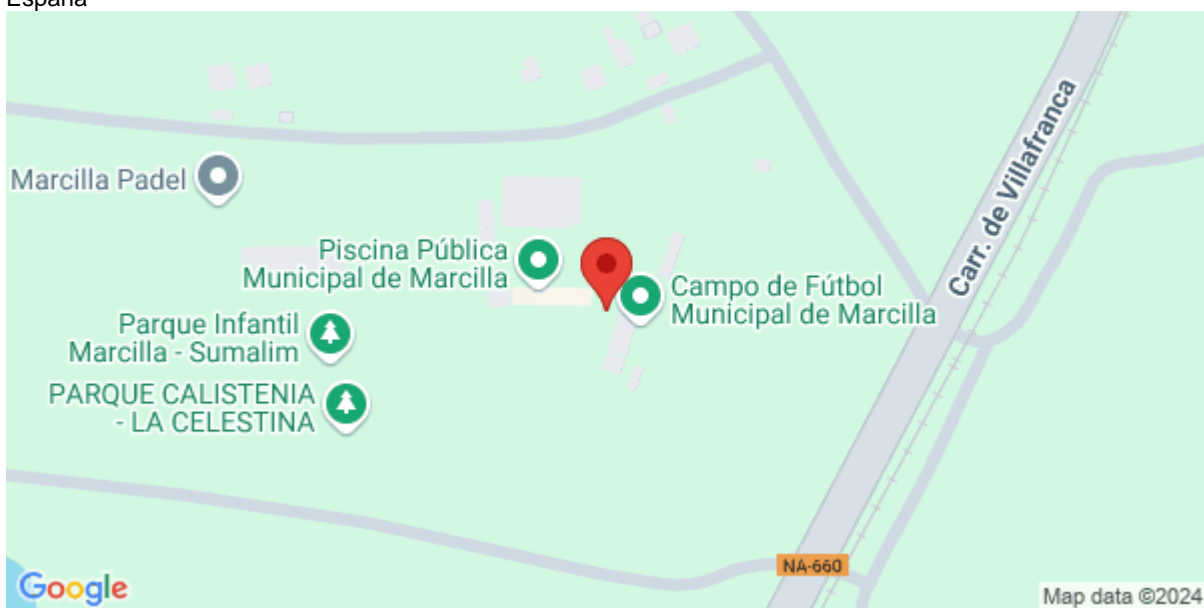 España
Marcilla Padel
Carr. de Villafranca
Piscina Pública
Municipal de Marcilla
Campo de Fútbol
Municipal de Marcilla
Parque Infantil
Marcilla - Sumalim
PARQUE CALISTENIA
- LA CELESTINA
NA-660
Google
Map data ©2024